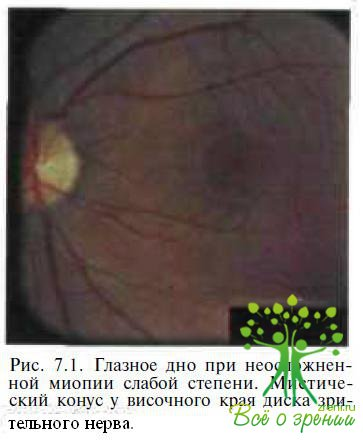 Рис. 7.1. Глазное дно при неосложнен-
ной миопии слабой степени. Мистиче-
ский конус у височного края диска зри-
тельного нерва.
Всё о зрении